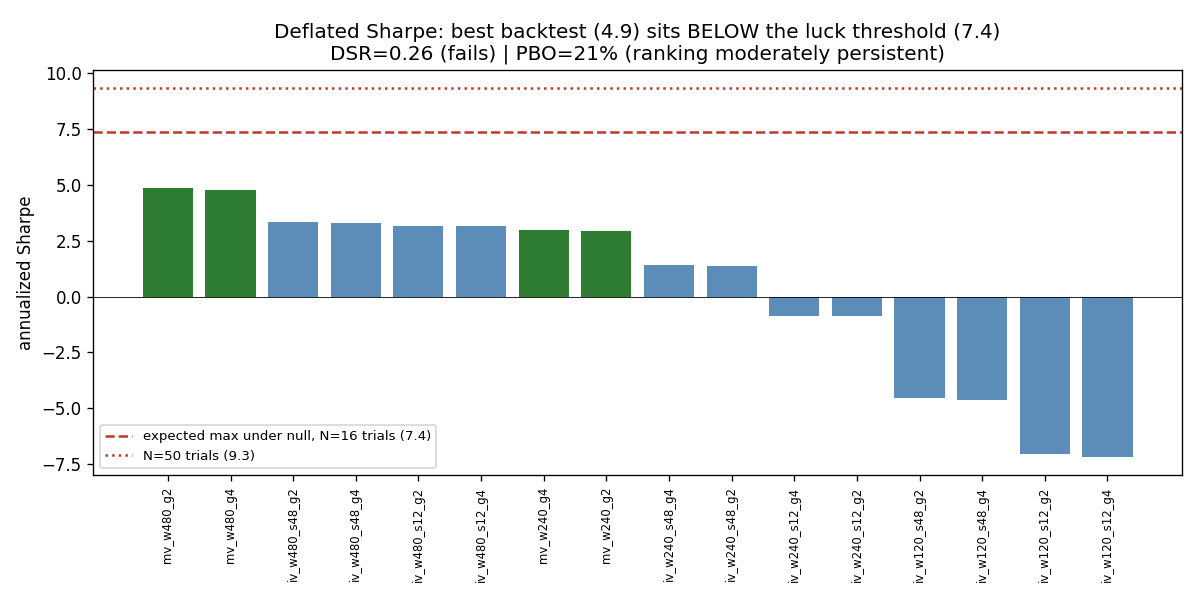 Deflated Sharpe: best backtest (4.9) sits BELOW the luck threshold (7.4)
DSR=0.26 (fails) | PBO=21% (ranking moderately persistent)
annualized Sharpe
10.0
7.5
5.0
2.5
0.0
−2.5
−5.0
−7.5
expected max under null, N=16 trials (7.4)
N=50 trials (9.3)
mv_w480_g2
mv_w480_g4
iv_w480_s48_g2
iv_w480_s48_g4
iv_w480_s12_g2
iv_w480_s12_g4
mv_w240_g4
mv_w240_g2
iv_w240_s48_g4
iv_w240_s48_g2
iv_w240_s12_g4
iv_w240_s12_g2
iv_w120_s48_g2
iv_w120_s48_g4
iv_w120_s12_g2
iv_w120_s12_g4